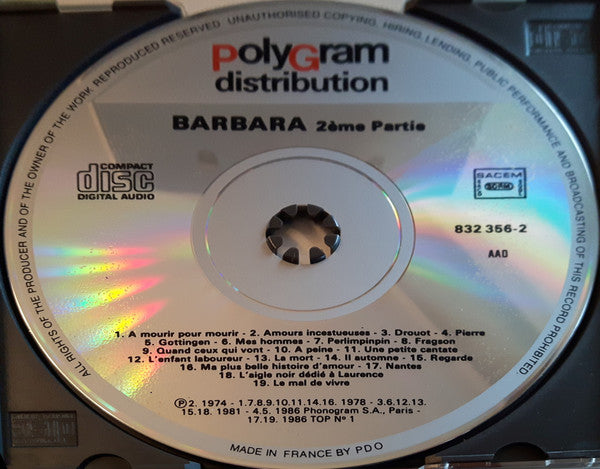 ALL RIGHTS OF THE PRODUCER AND OF THE OWNER OF THE WORK REPRODUCED RESERVED. UNAUTHORISED COPYING, HIRING, LENDING, PUBLIC PERFORMANCE AND BROADCASTING OF THIS RECORD PROHIBITED.
PolyGram
distribution
BARBARA 2ème Partie
COMPACT
disc
DIGITAL AUDIO
SACEM
832 356-2
AAD
1. A mourir pour mourir - 2. Amours incestueuses - 3. Drouot - 4. Pierre
5. Gottingen - 6. Mes hommes - 7. Perlimpinpin - 8. Fragson
9. Quand ceux qui vont - 10. A peine - 11. Une petite cantate
12. L'enfant laboureur - 13. La mort - 14. Il automne - 15. Regarde
16. Ma plus belle histoire d'amour - 17. Nantes
18. L'aigle noir dédié à Laurence
19. Le mal de vivre
Ⓟ 2. 1974 - 1.7.8.9.10.11.14.16. 1978 - 3.6.12.13.
15.18. 1981 - 4.5. 1986 Phonogram S.A., Paris -
17.19. 1986 TOP N° 1
MADE IN FRANCE BY PDO